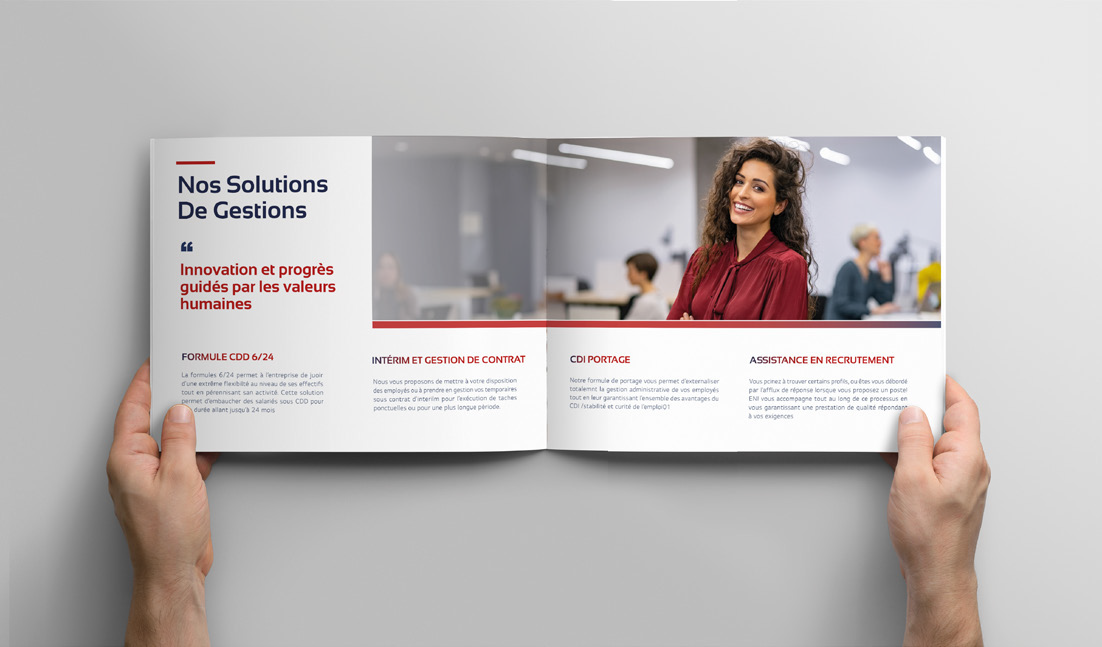 Nos Solutions
De Gestions
“
Innovation et progrès
guidés par les valeurs
humaines
FORMULE CDD 6/24
La formules 6/24 permet à l'entreprise de jouir
d'une extrême flexibilité au niveau de ses effectifs
tout en pérennisant son activité. Cette solution
permet d'embaucher des salariés sous CDD pour
durée allant jusqu'à 24 mois
INTÉRIM ET GESTION DE CONTRAT
Nous vous proposons de mettre à votre disposition
des employés ou à prendre en gestion vos temporaires
sous contrat d'interim pour l'exécution de taches
ponctuelles ou pour une plus longue période.
CDI PORTAGE
Notre formule de portage vous permet d'externaliser
totalement la gestion administrative de vos employés
tout en leur garantissant l'ensemble des avantages du
CDI /stabilité et de l'emploi
ASSISTANCE EN RECRUTEMENT
Vous peinez à trouver certains profils, ou êtes vous débordé
par l'afflux de réponse lorsque vous proposez un poste!
ENI vous accompagne tout au long de ce processus en
vous garantissant une prestation de qualité répondant
à vos exigences